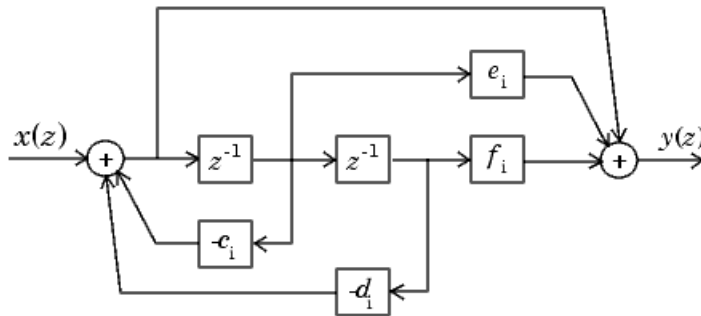 e_i
x(z)
y(z)
+
z^-1
z^-1
f_i
+
-c_i
-d_i